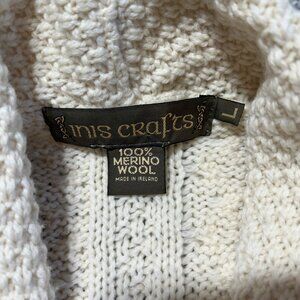 INIS CRAFTS
L
100%
MERINO
WOOL
MADE IN IRELAND